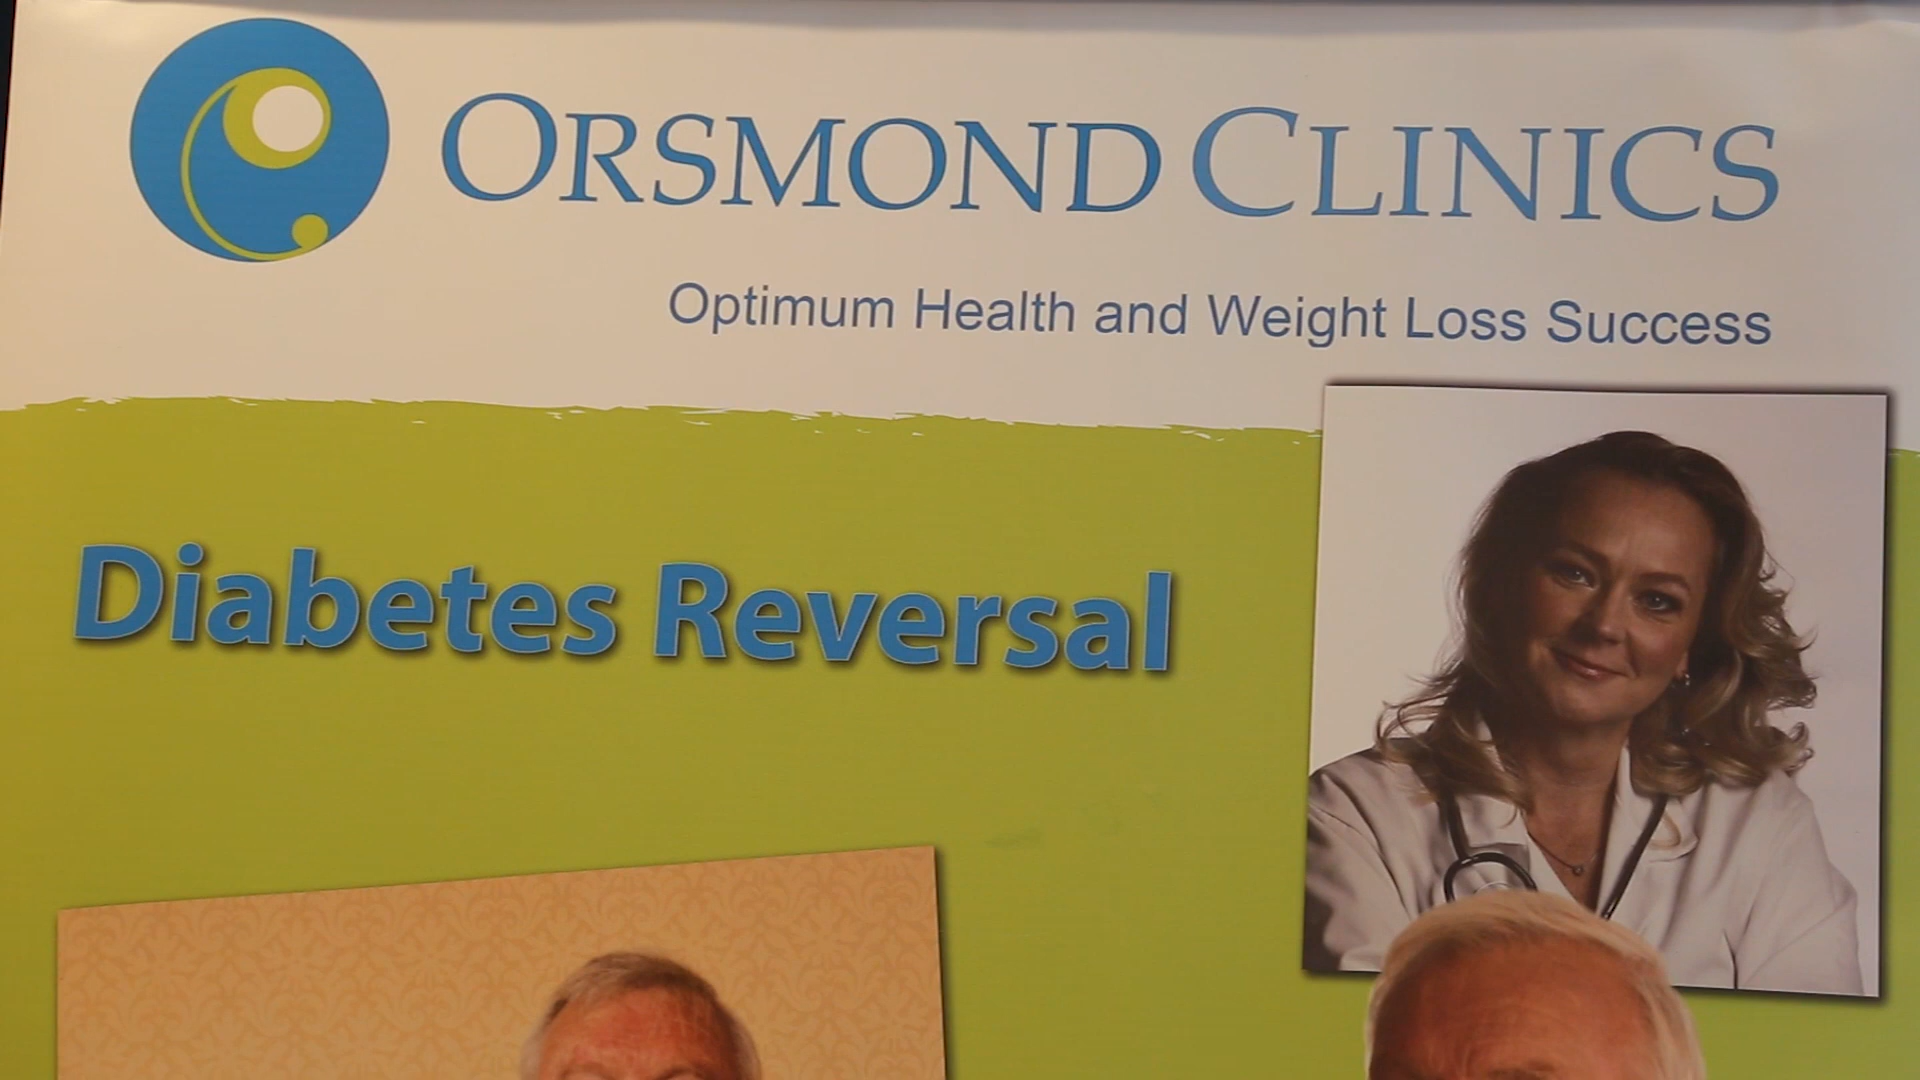 ORSMOND CLINICS
Optimum Health and Weight Loss Success
Diabetes Reversal